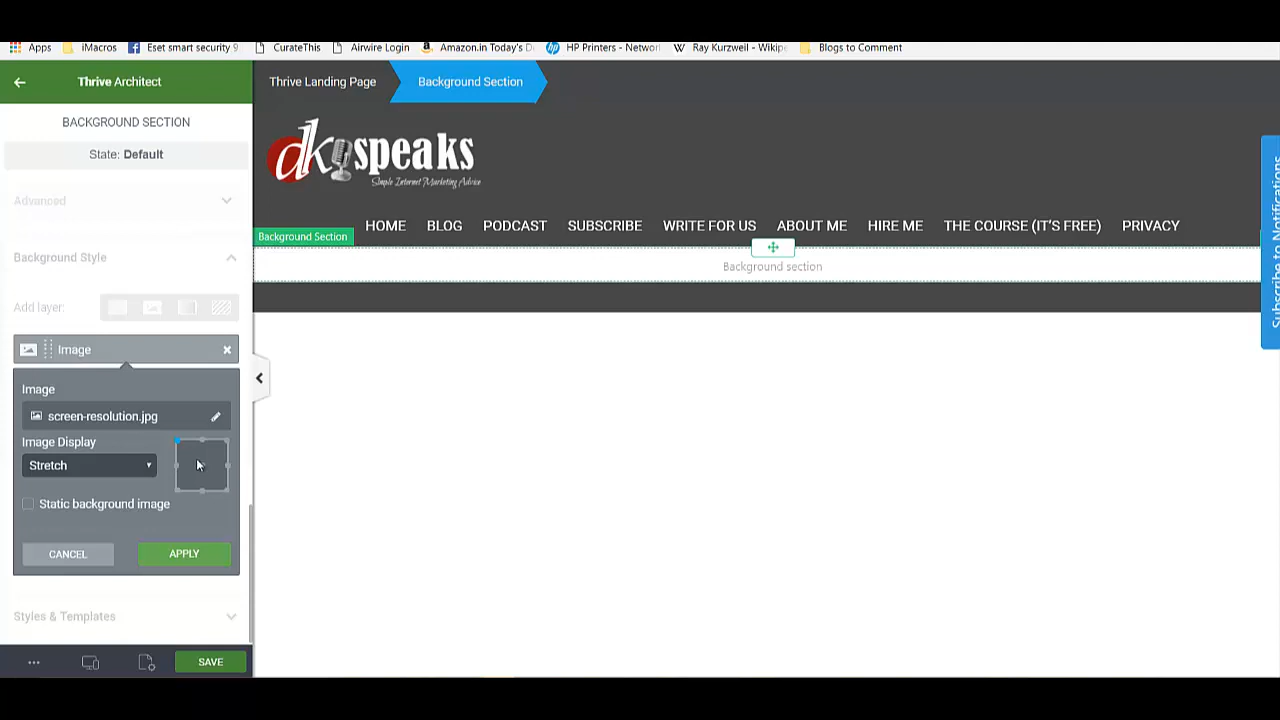 Apps
iMacros
Eset smart security 9
CurateThis
Airwire Login
Amazon.in Today's D
HP Printers - Networ
Ray Kurzweil - Wikipe
Blogs to Comment
Thrive Architect
Thrive Landing Page
Background Section
BACKGROUND SECTION
State: Default
Advanced
Background Style
Add layer:
Image
Image
screen-resolution.jpg
Image Display
Stretch
Static background image
CANCEL
APPLY
Styles & Templates
SAVE
dk speaks
Simple Internet Marketing Advice
HOME
BLOG
PODCAST
SUBSCRIBE
WRITE FOR US
ABOUT ME
HIRE ME
THE COURSE (IT'S FREE)
PRIVACY
Background Section
Background section
Subscribe to Notifications